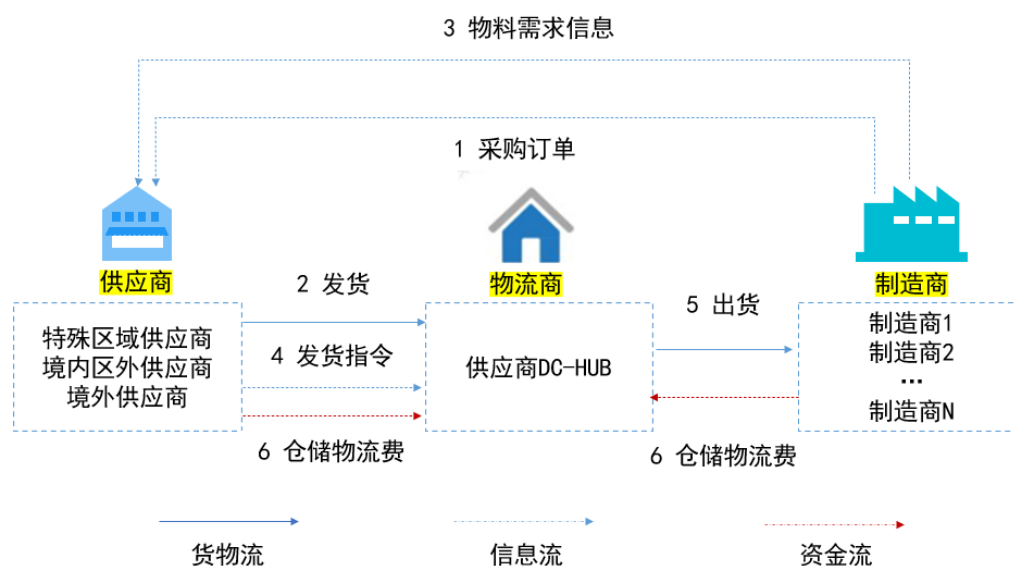 3 物料需求信息
1 采购订单
供应商
物流商
制造商
2 发货
5 出货
特殊区域供应商
境内区外供应商
境外供应商
4 发货指令
供应商DC-HUB
制造商1
制造商2
...
制造商N
6 仓储物流费
6 仓储物流费
货物流
信息流
资金流